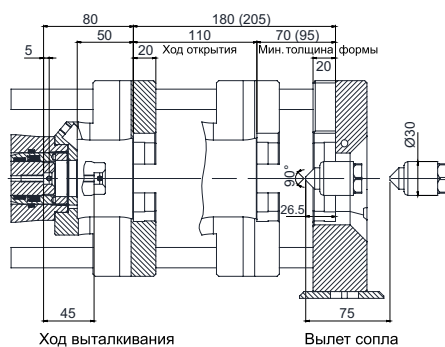 80
180 (205)
5
50
20
110
70 (95)
Ход открытия
Мин. толщина формы
20
Ø30
90°
26.5
45
75
Ход выталкивания
Вылет сопла